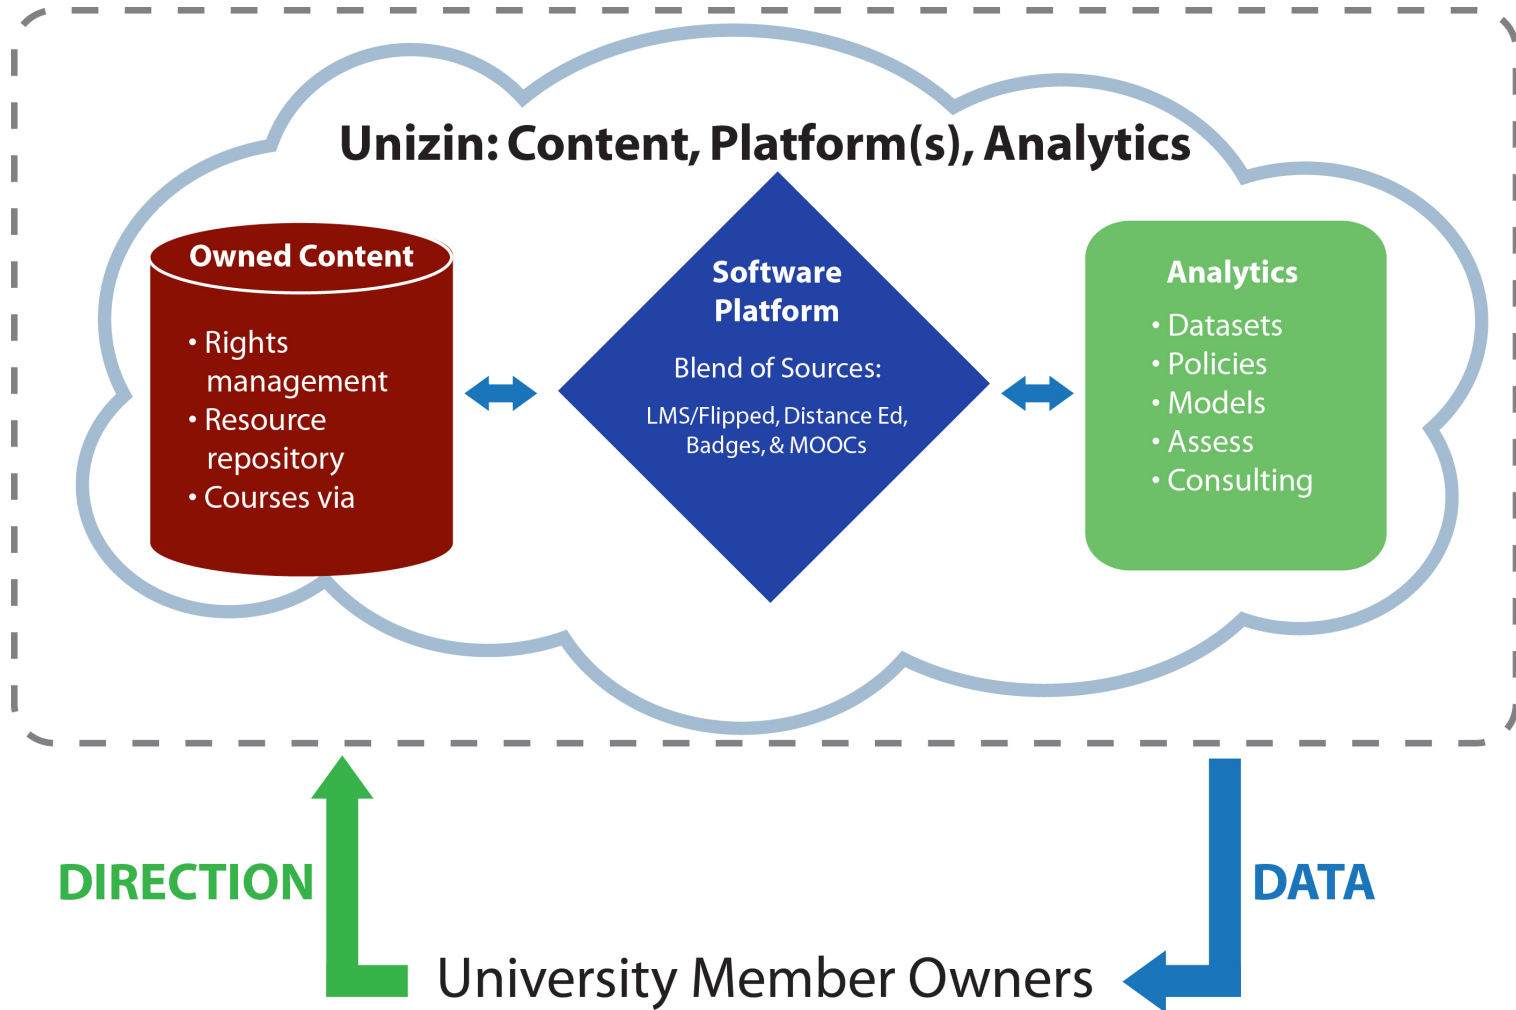 Unizin: Content, Platform(s), Analytics
Owned Content
• Rights
management
• Resource
repository
• Courses via
Software
Platform
Blend of Sources:
LMS/Flipped, Distance Ed,
Badges, & MOOCs
Analytics
• Datasets
• Policies
• Models
• Assess
• Consulting
DIRECTION
DATA
University Member Owners